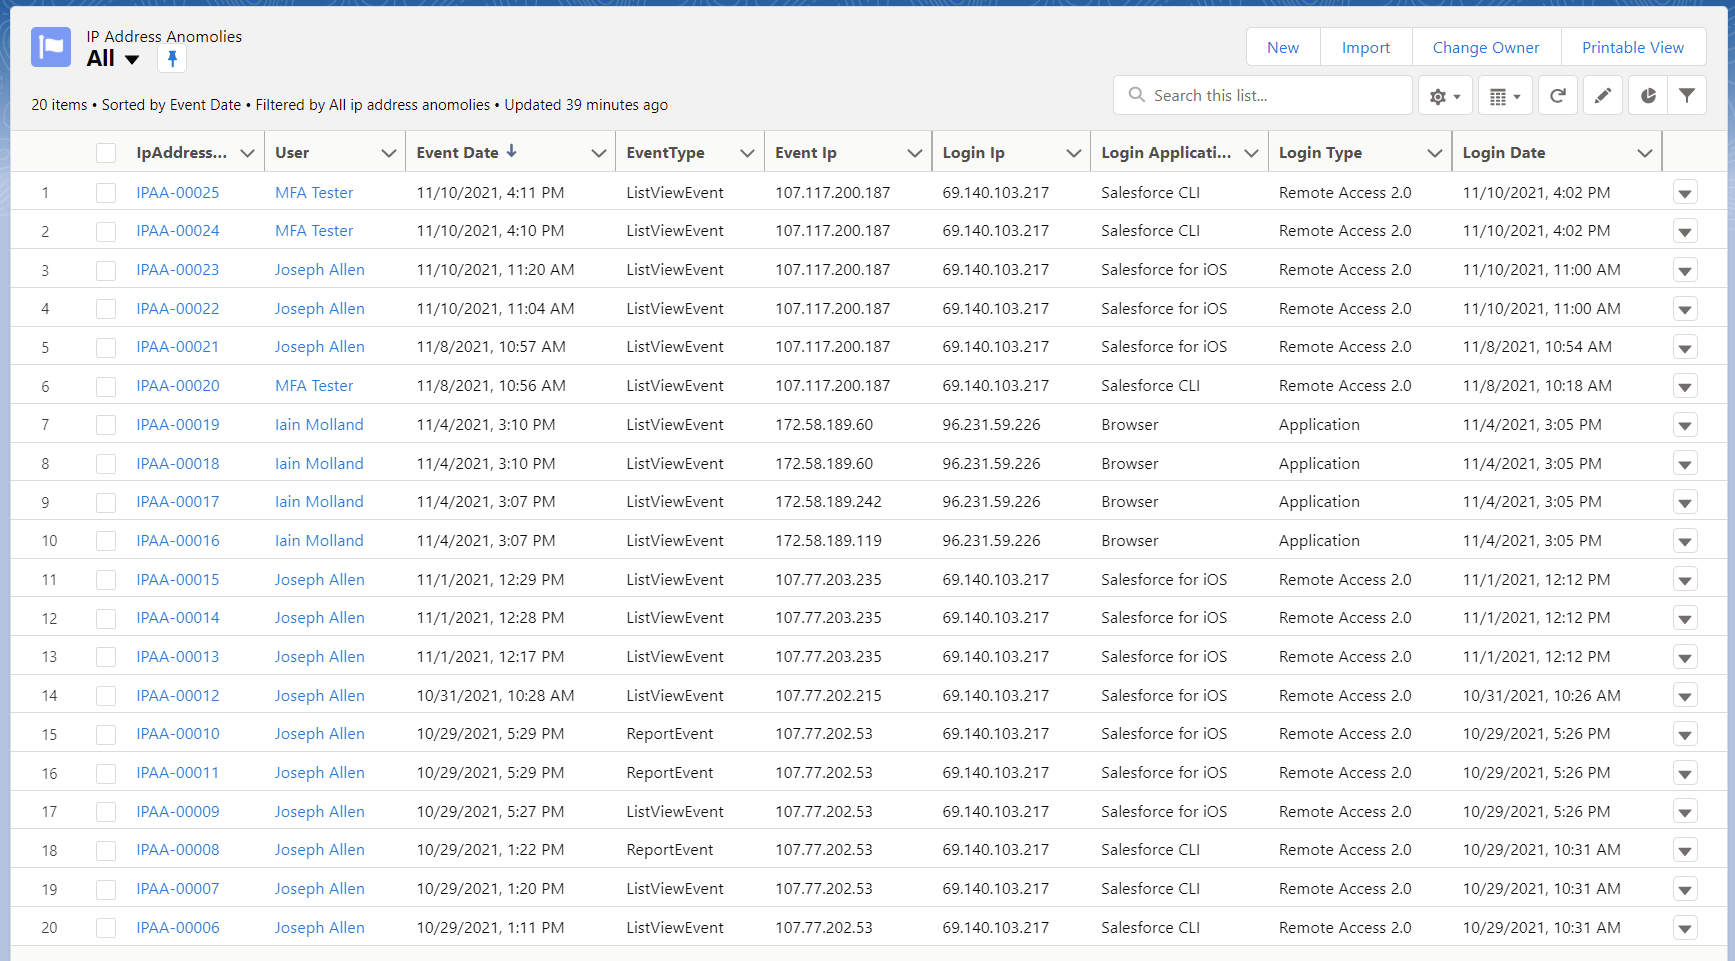 IP Address Anomolies
All
New Import Change Owner Printable View
20 items • Sorted by Event Date • Filtered by All ip address anomolies • Updated 39 minutes ago
Search this list...
IpAddress... User Event Date EventType Event Ip Login Ip Login Applicati... Login Type Login Date
1 IPAA-00025 MFA Tester 11/10/2021, 4:11 PM ListViewEvent 107.117.200.187 69.140.103.217 Salesforce CLI Remote Access 2.0 11/10/2021, 4:02 PM
2 IPAA-00024 MFA Tester 11/10/2021, 4:10 PM ListViewEvent 107.117.200.187 69.140.103.217 Salesforce CLI Remote Access 2.0 11/10/2021, 4:02 PM
3 IPAA-00023 Joseph Allen 11/10/2021, 11:20 AM ListViewEvent 107.117.200.187 69.140.103.217 Salesforce for iOS Remote Access 2.0 11/10/2021, 11:00 AM
4 IPAA-00022 Joseph Allen 11/10/2021, 11:04 AM ListViewEvent 107.117.200.187 69.140.103.217 Salesforce for iOS Remote Access 2.0 11/10/2021, 11:00 AM
5 IPAA-00021 Joseph Allen 11/8/2021, 10:57 AM ListViewEvent 107.117.200.187 69.140.103.217 Salesforce for iOS Remote Access 2.0 11/8/2021, 10:54 AM
6 IPAA-00020 MFA Tester 11/8/2021, 10:56 AM ListViewEvent 107.117.200.187 69.140.103.217 Salesforce CLI Remote Access 2.0 11/8/2021, 10:18 AM
7 IPAA-00019 Iain Molland 11/4/2021, 3:10 PM ListViewEvent 172.58.189.60 96.231.59.226 Browser Application 11/4/2021, 3:05 PM
8 IPAA-00018 Iain Molland 11/4/2021, 3:10 PM ListViewEvent 172.58.189.60 96.231.59.226 Browser Application 11/4/2021, 3:05 PM
9 IPAA-00017 Iain Molland 11/4/2021, 3:07 PM ListViewEvent 172.58.189.242 96.231.59.226 Browser Application 11/4/2021, 3:05 PM
10 IPAA-00016 Iain Molland 11/4/2021, 3:07 PM ListViewEvent 172.58.189.119 96.231.59.226 Browser Application 11/4/2021, 3:05 PM
11 IPAA-00015 Joseph Allen 11/1/2021, 12:29 PM ListViewEvent 107.77.203.235 69.140.103.217 Salesforce for iOS Remote Access 2.0 11/1/2021, 12:12 PM
12 IPAA-00014 Joseph Allen 11/1/2021, 12:28 PM ListViewEvent 107.77.203.235 69.140.103.217 Salesforce for iOS Remote Access 2.0 11/1/2021, 12:12 PM
13 IPAA-00013 Joseph Allen 11/1/2021, 12:17 PM ListViewEvent 107.77.203.235 69.140.103.217 Salesforce for iOS Remote Access 2.0 11/1/2021, 12:12 PM
14 IPAA-00012 Joseph Allen 10/31/2021, 10:28 AM ListViewEvent 107.77.202.215 69.140.103.217 Salesforce for iOS Remote Access 2.0 10/31/2021, 10:26 AM
15 IPAA-00010 Joseph Allen 10/29/2021, 5:29 PM ReportEvent 107.77.202.53 69.140.103.217 Salesforce for iOS Remote Access 2.0 10/29/2021, 5:26 PM
16 IPAA-00011 Joseph Allen 10/29/2021, 5:29 PM ReportEvent 107.77.202.53 69.140.103.217 Salesforce for iOS Remote Access 2.0 10/29/2021, 5:26 PM
17 IPAA-00009 Joseph Allen 10/29/2021, 5:27 PM ListViewEvent 107.77.202.53 69.140.103.217 Salesforce for iOS Remote Access 2.0 10/29/2021, 5:26 PM
18 IPAA-00008 Joseph Allen 10/29/2021, 1:22 PM ReportEvent 107.77.202.53 69.140.103.217 Salesforce CLI Remote Access 2.0 10/29/2021, 10:31 AM
19 IPAA-00007 Joseph Allen 10/29/2021, 1:20 PM ListViewEvent 107.77.202.53 69.140.103.217 Salesforce CLI Remote Access 2.0 10/29/2021, 10:31 AM
20 IPAA-00006 Joseph Allen 10/29/2021, 1:11 PM ListViewEvent 107.77.202.53 69.140.103.217 Salesforce CLI Remote Access 2.0 10/29/2021, 10:31 AM